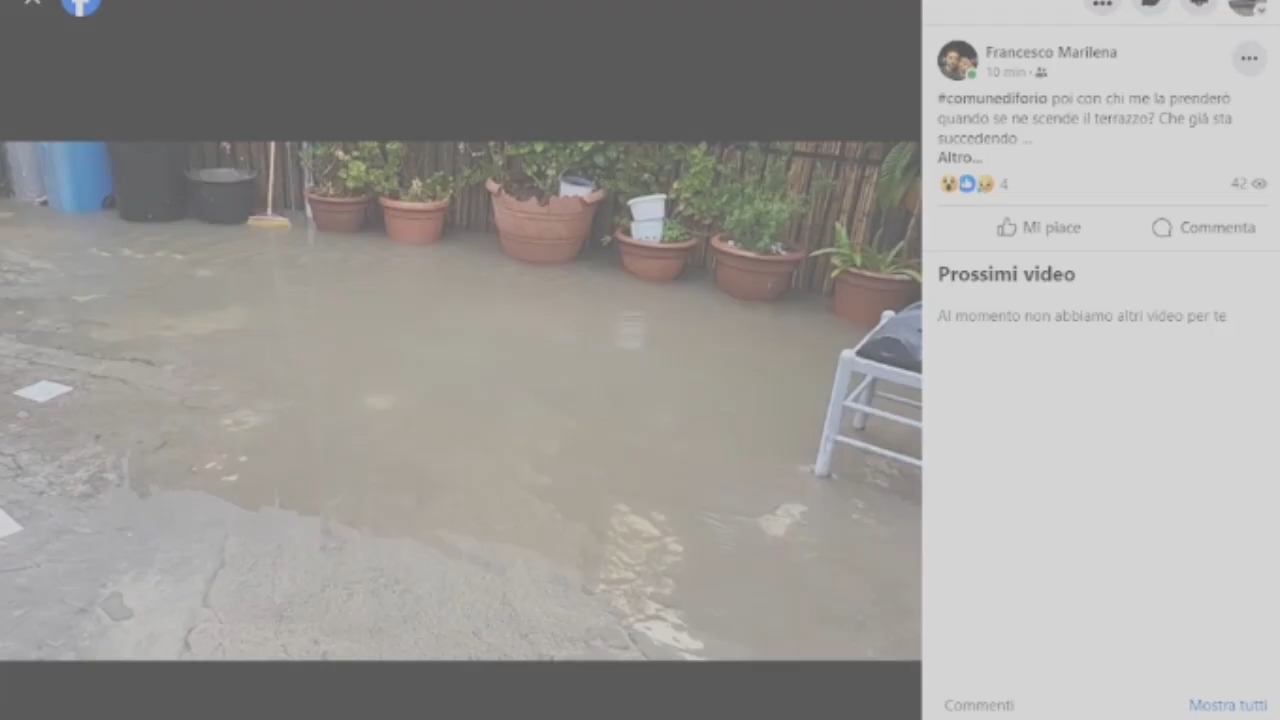 Francesco Marilena
10 min ·
#comunediforio poi con chi me la prenderò
quando se ne scende il terrazzo? Che già sta
succedendo ...
Altro...
4
42
Mi piace
Commenta
Prossimi video
Al momento non abbiamo altri video per te
Commenti
Mostra tutti